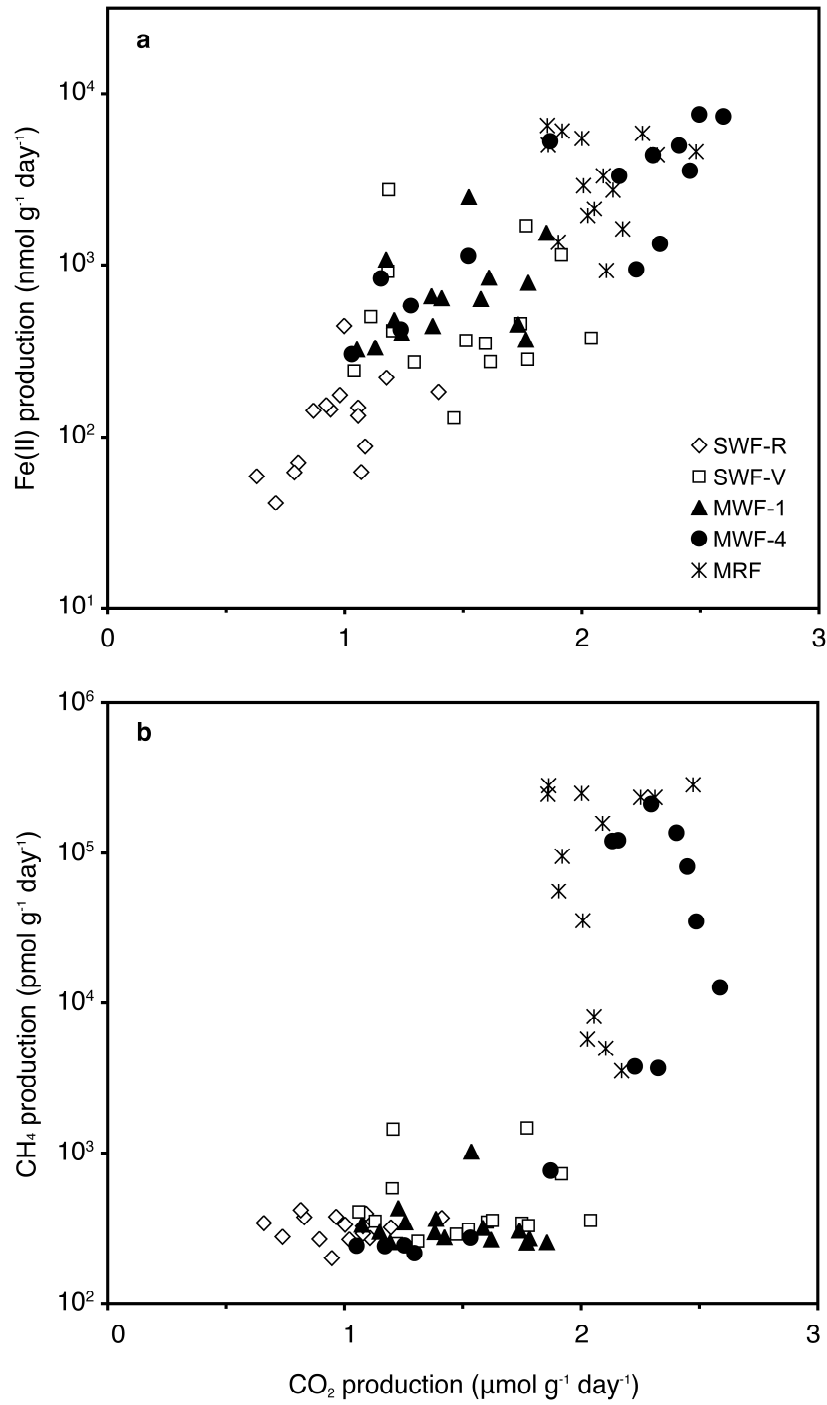 a
10⁴
10³
10²
10¹
Fe(II) production (nmol g⁻¹ day⁻¹)
SWF-R
SWF-V
MWF-1
MWF-4
MRF
0 1 2 3
b
10⁶
10⁵
10⁴
10³
10²
CH₄ production (pmol g⁻¹ day⁻¹)
0 1 2 3
CO₂ production (μmol g⁻¹ day⁻¹)